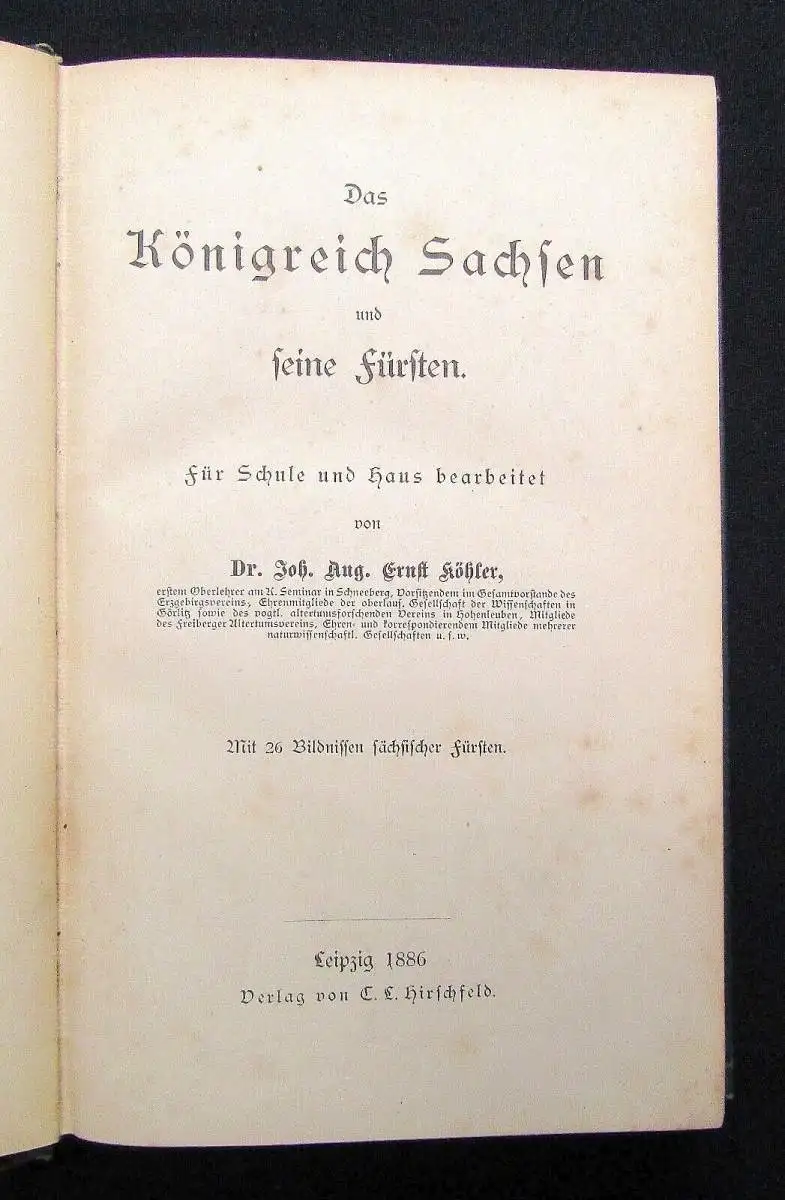 Das
Königreich Sachſen
und
ſeine Fürſten.
Für Schule und Haus bearbeitet
von
Dr. Joh. Aug. Ernſt Köhler,
erſtem Oberlehrer am K. Seminar in Schneeberg, Vorſitzendem im Geſamtvorſtande des
Erzgebirgsvereins, Ehrenmitgliede der oberlauſ. Geſellſchaft der Wiſſenſchaften in
Görlitz ſowie des vogtl. altertumsforſchenden Vereins in Hohenleuben, Mitgliede
des Freiberger Altertumsvereins, Ehren- und korreſpondierendem Mitgliede mehrerer
naturwiſſenſchaftl. Geſellſchaften u. ſ. w.
Mit 26 Bildniſſen ſächſiſcher Fürſten.
Leipzig 1886
Verlag von C. L. Hirſchfeld.